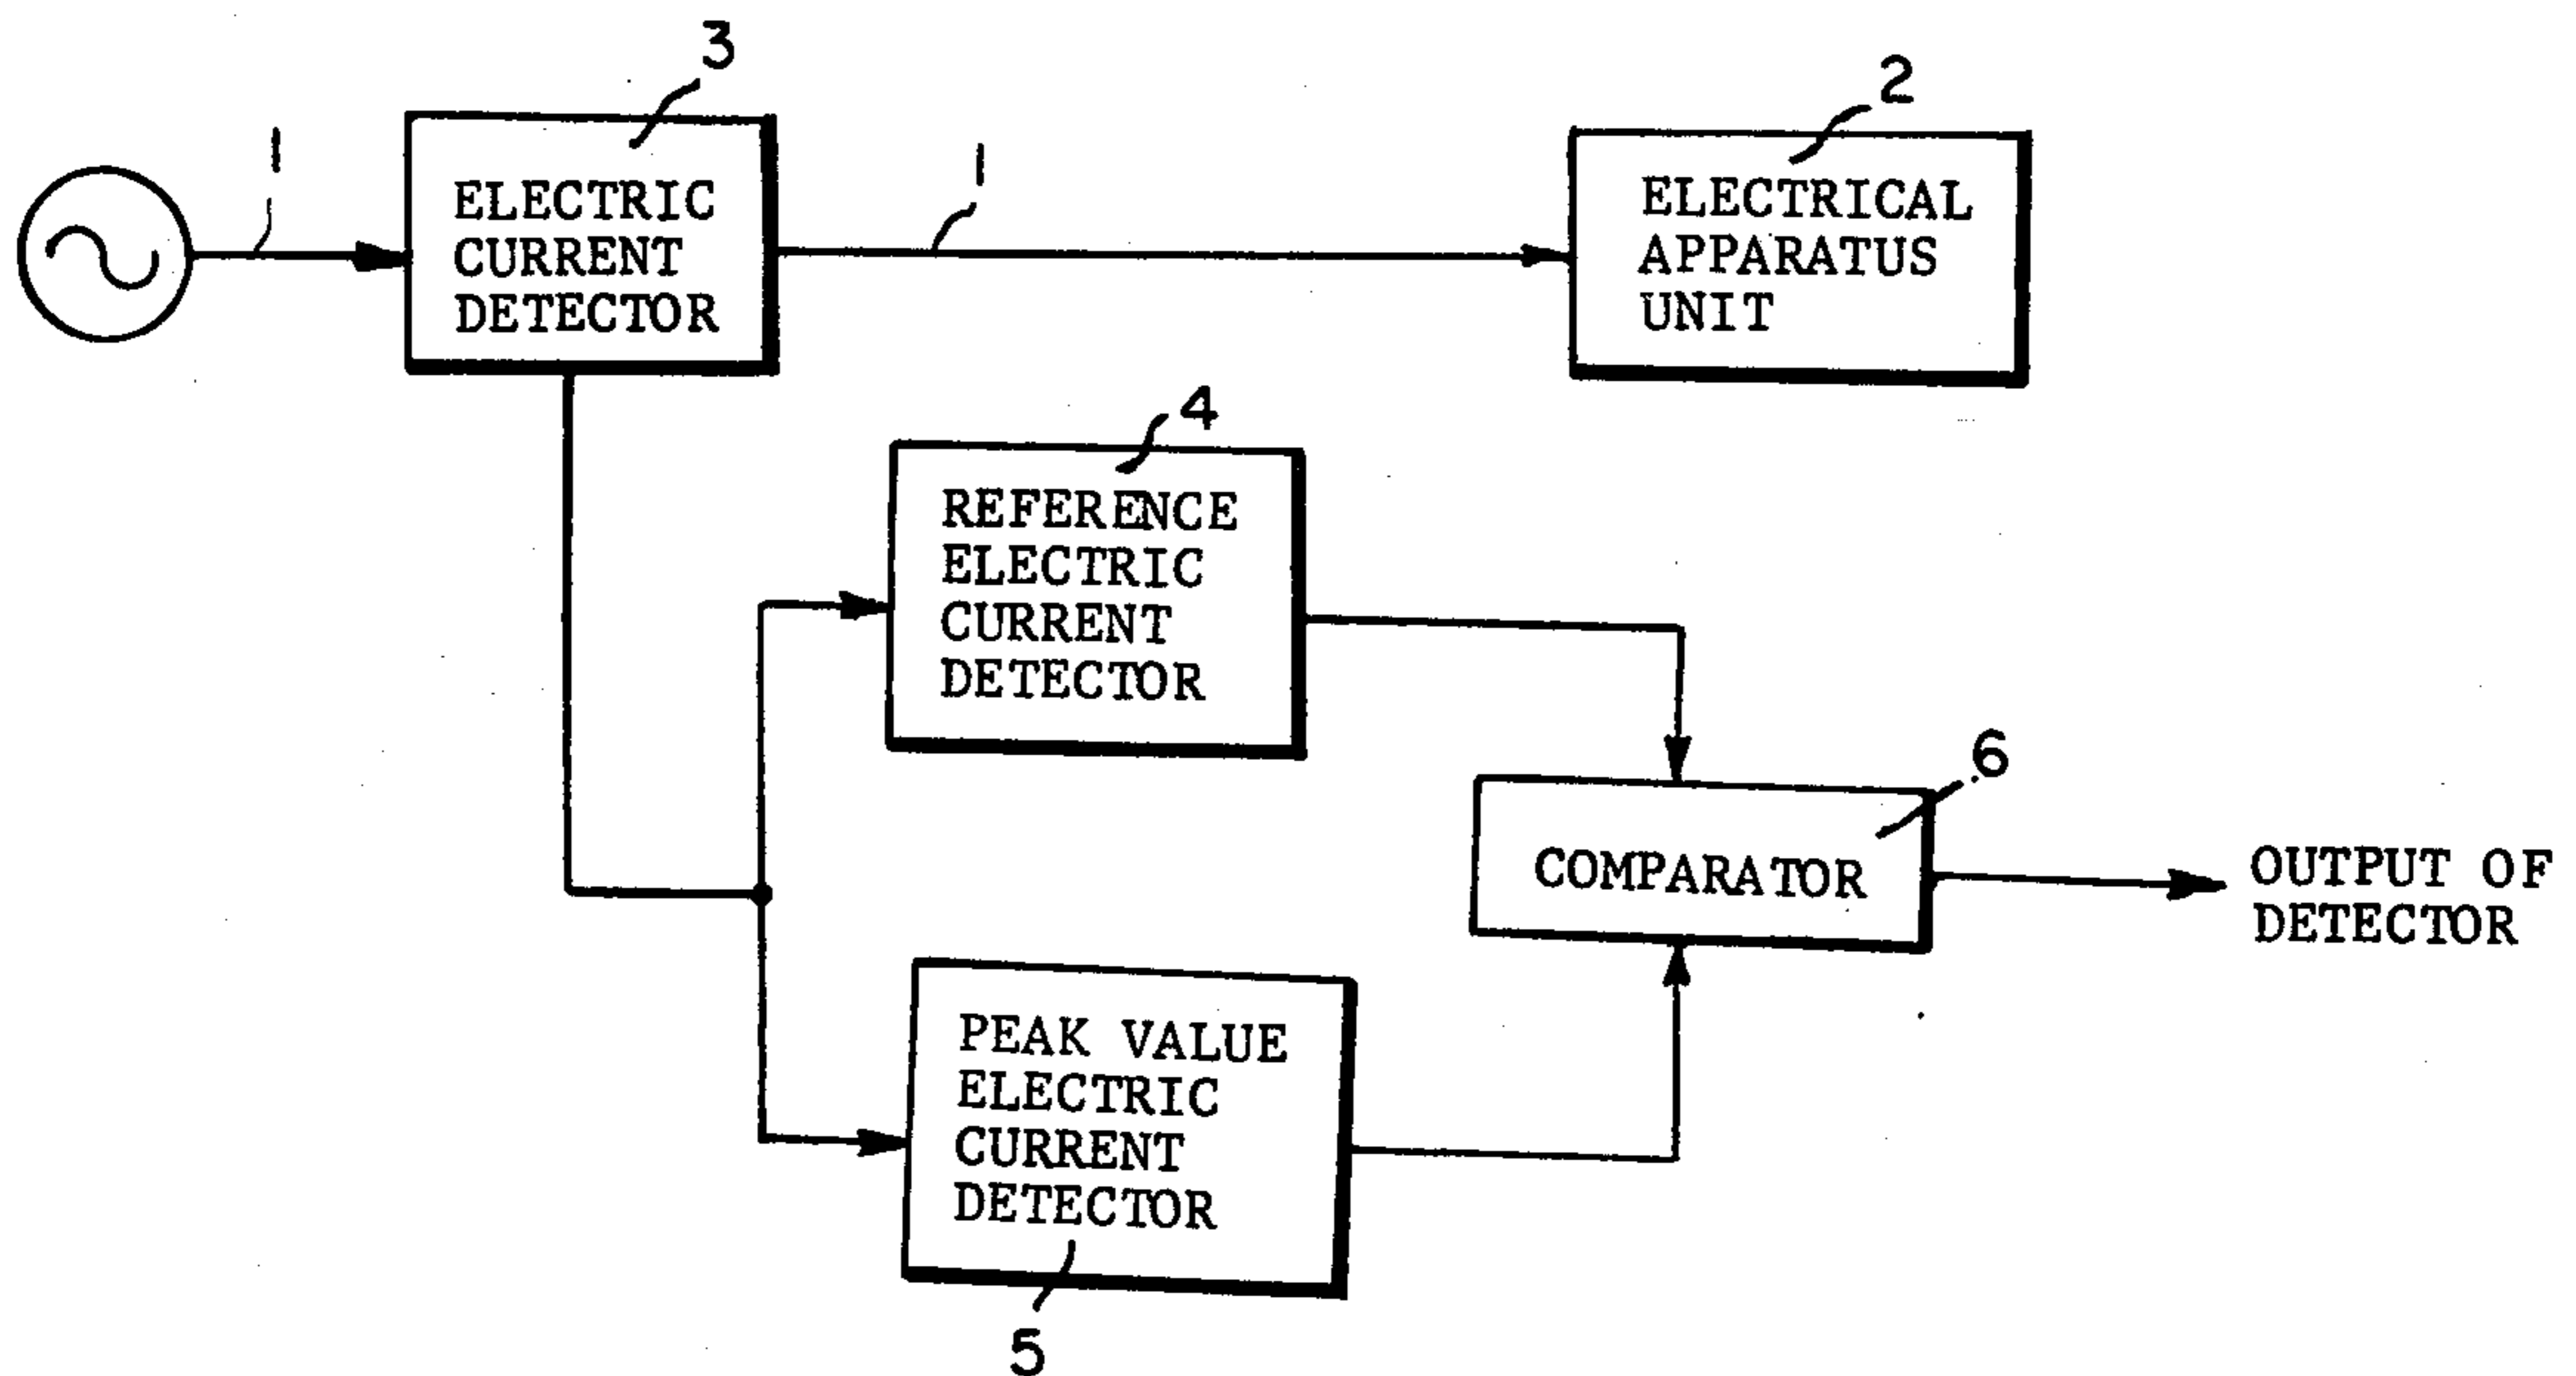 3
2
1
1
ELECTRIC
CURRENT
DETECTOR
ELECTRICAL
APPARATUS
UNIT
4
REFERENCE
ELECTRIC
CURRENT
DETECTOR
6
COMPARATOR
OUTPUT OF
DETECTOR
PEAK VALUE
ELECTRIC
CURRENT
DETECTOR
5